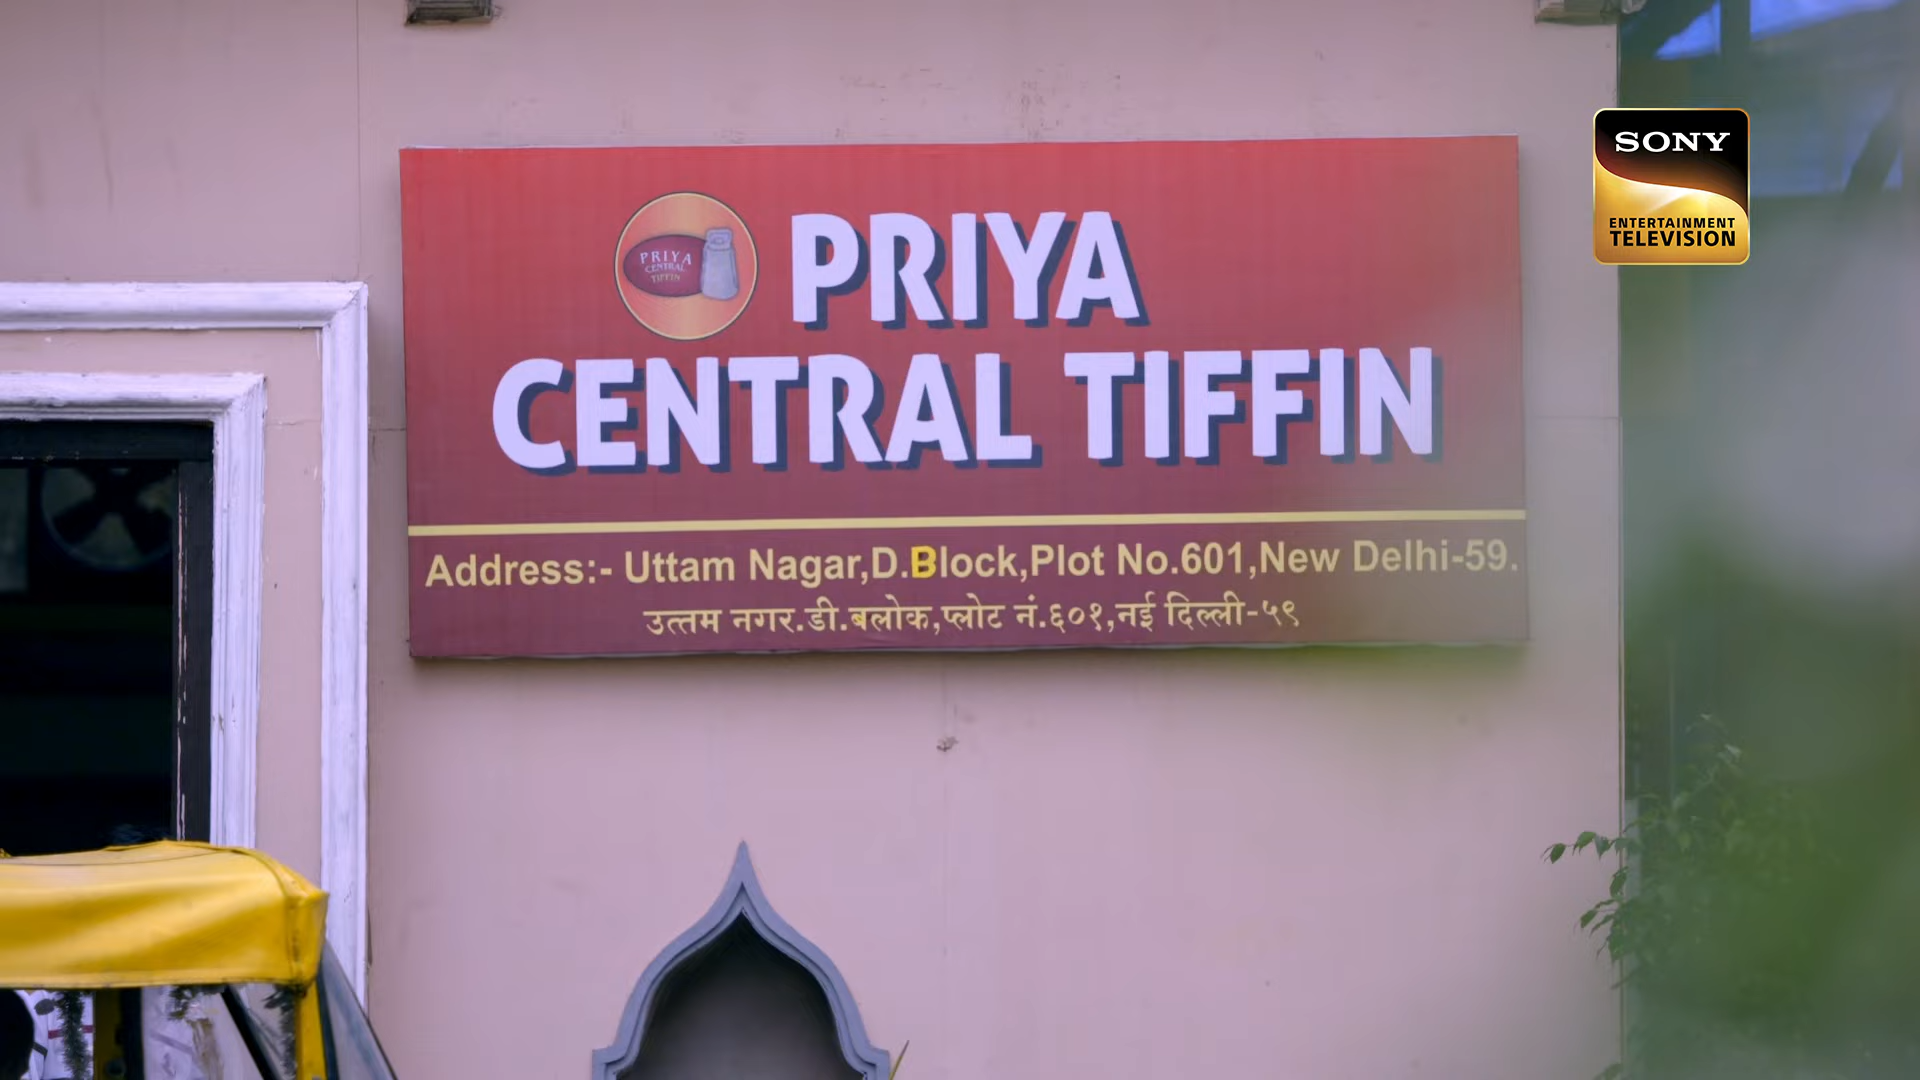 PRIYA
CENTRAL TIFFIN
PRIYA
CENTRAL
TIFFIN
Address:- Uttam Nagar,D.Block,Plot No.601,New Delhi-59.
उत्तम नगर.डी.बलोक,प्लोट नं.६०१,नई दिल्ली-५९
SONY
ENTERTAINMENT
TELEVISION